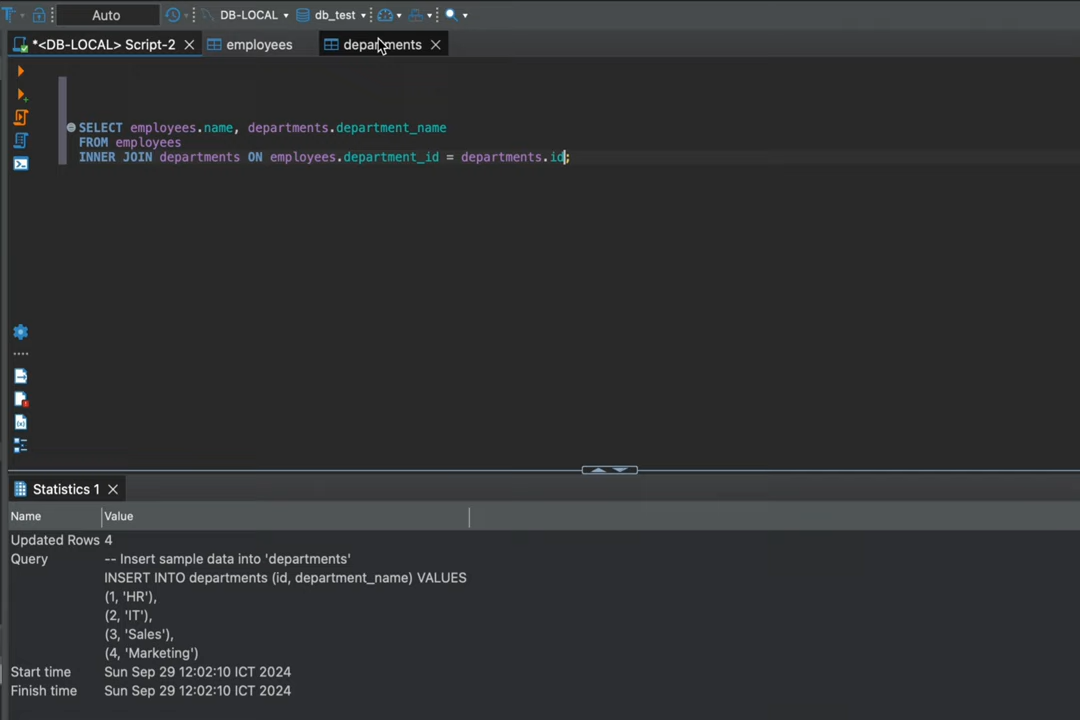 Auto DB-LOCAL db_test
*<DB-LOCAL> Script-2 employees departments
SELECT employees.name, departments.department_name
FROM employees
INNER JOIN departments ON employees.department_id = departments.id;
Statistics 1
Name Value
Updated Rows 4
Query -- Insert sample data into 'departments'
INSERT INTO departments (id, department_name) VALUES
(1, 'HR'),
(2, 'IT'),
(3, 'Sales'),
(4, 'Marketing')
Start time Sun Sep 29 12:02:10 ICT 2024
Finish time Sun Sep 29 12:02:10 ICT 2024